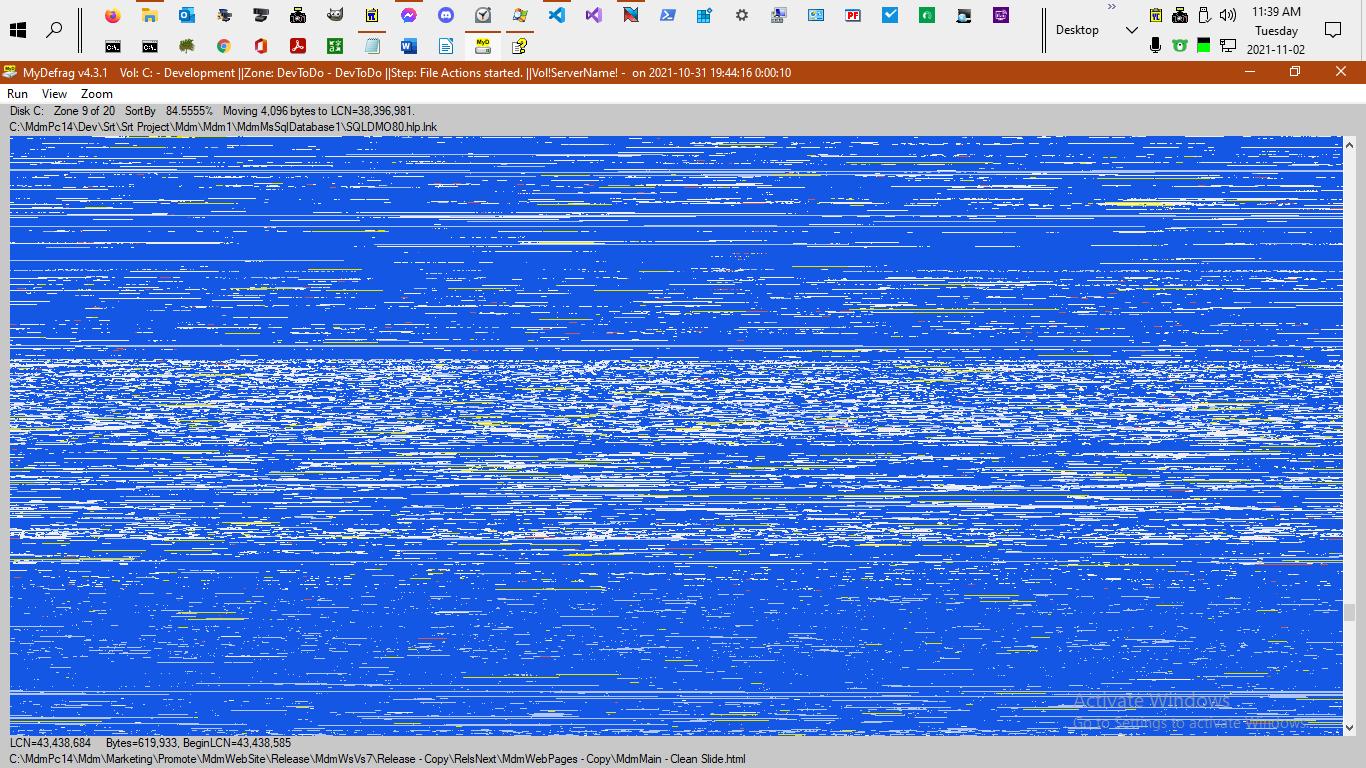 11:39 AM
Desktop
Tuesday
2021-11-02
MyDefrag v4.3.1 Vol: C: - Development ||Zone: DevToDo - DevToDo ||Step: File Actions started. ||Vol!ServerName! - on 2021-10-31 19:44:16 0:00:10
Run View Zoom
Disk C: Zone 9 of 20 SortBy 84.5555% Moving 4,096 bytes to LCN=38,396,981.
C:\MdmPc14\Dev\Srt\Srt Project\Mdm\Mdm1\MdmMsSqlDatabase1\SQLDMO80.hlp.lnk
Activate Windows
Go to Settings to activate Windows.
LCN=43,438,684 Bytes=619,933, BeginLCN=43,438,585
C:\MdmPc14\Mdm\Marketing\Promote\MdmWebSite\Release\MdmWsVs7\Release - Copy\RelsNext\MdmWebPages - Copy\MdmMain - Clean Slide.html